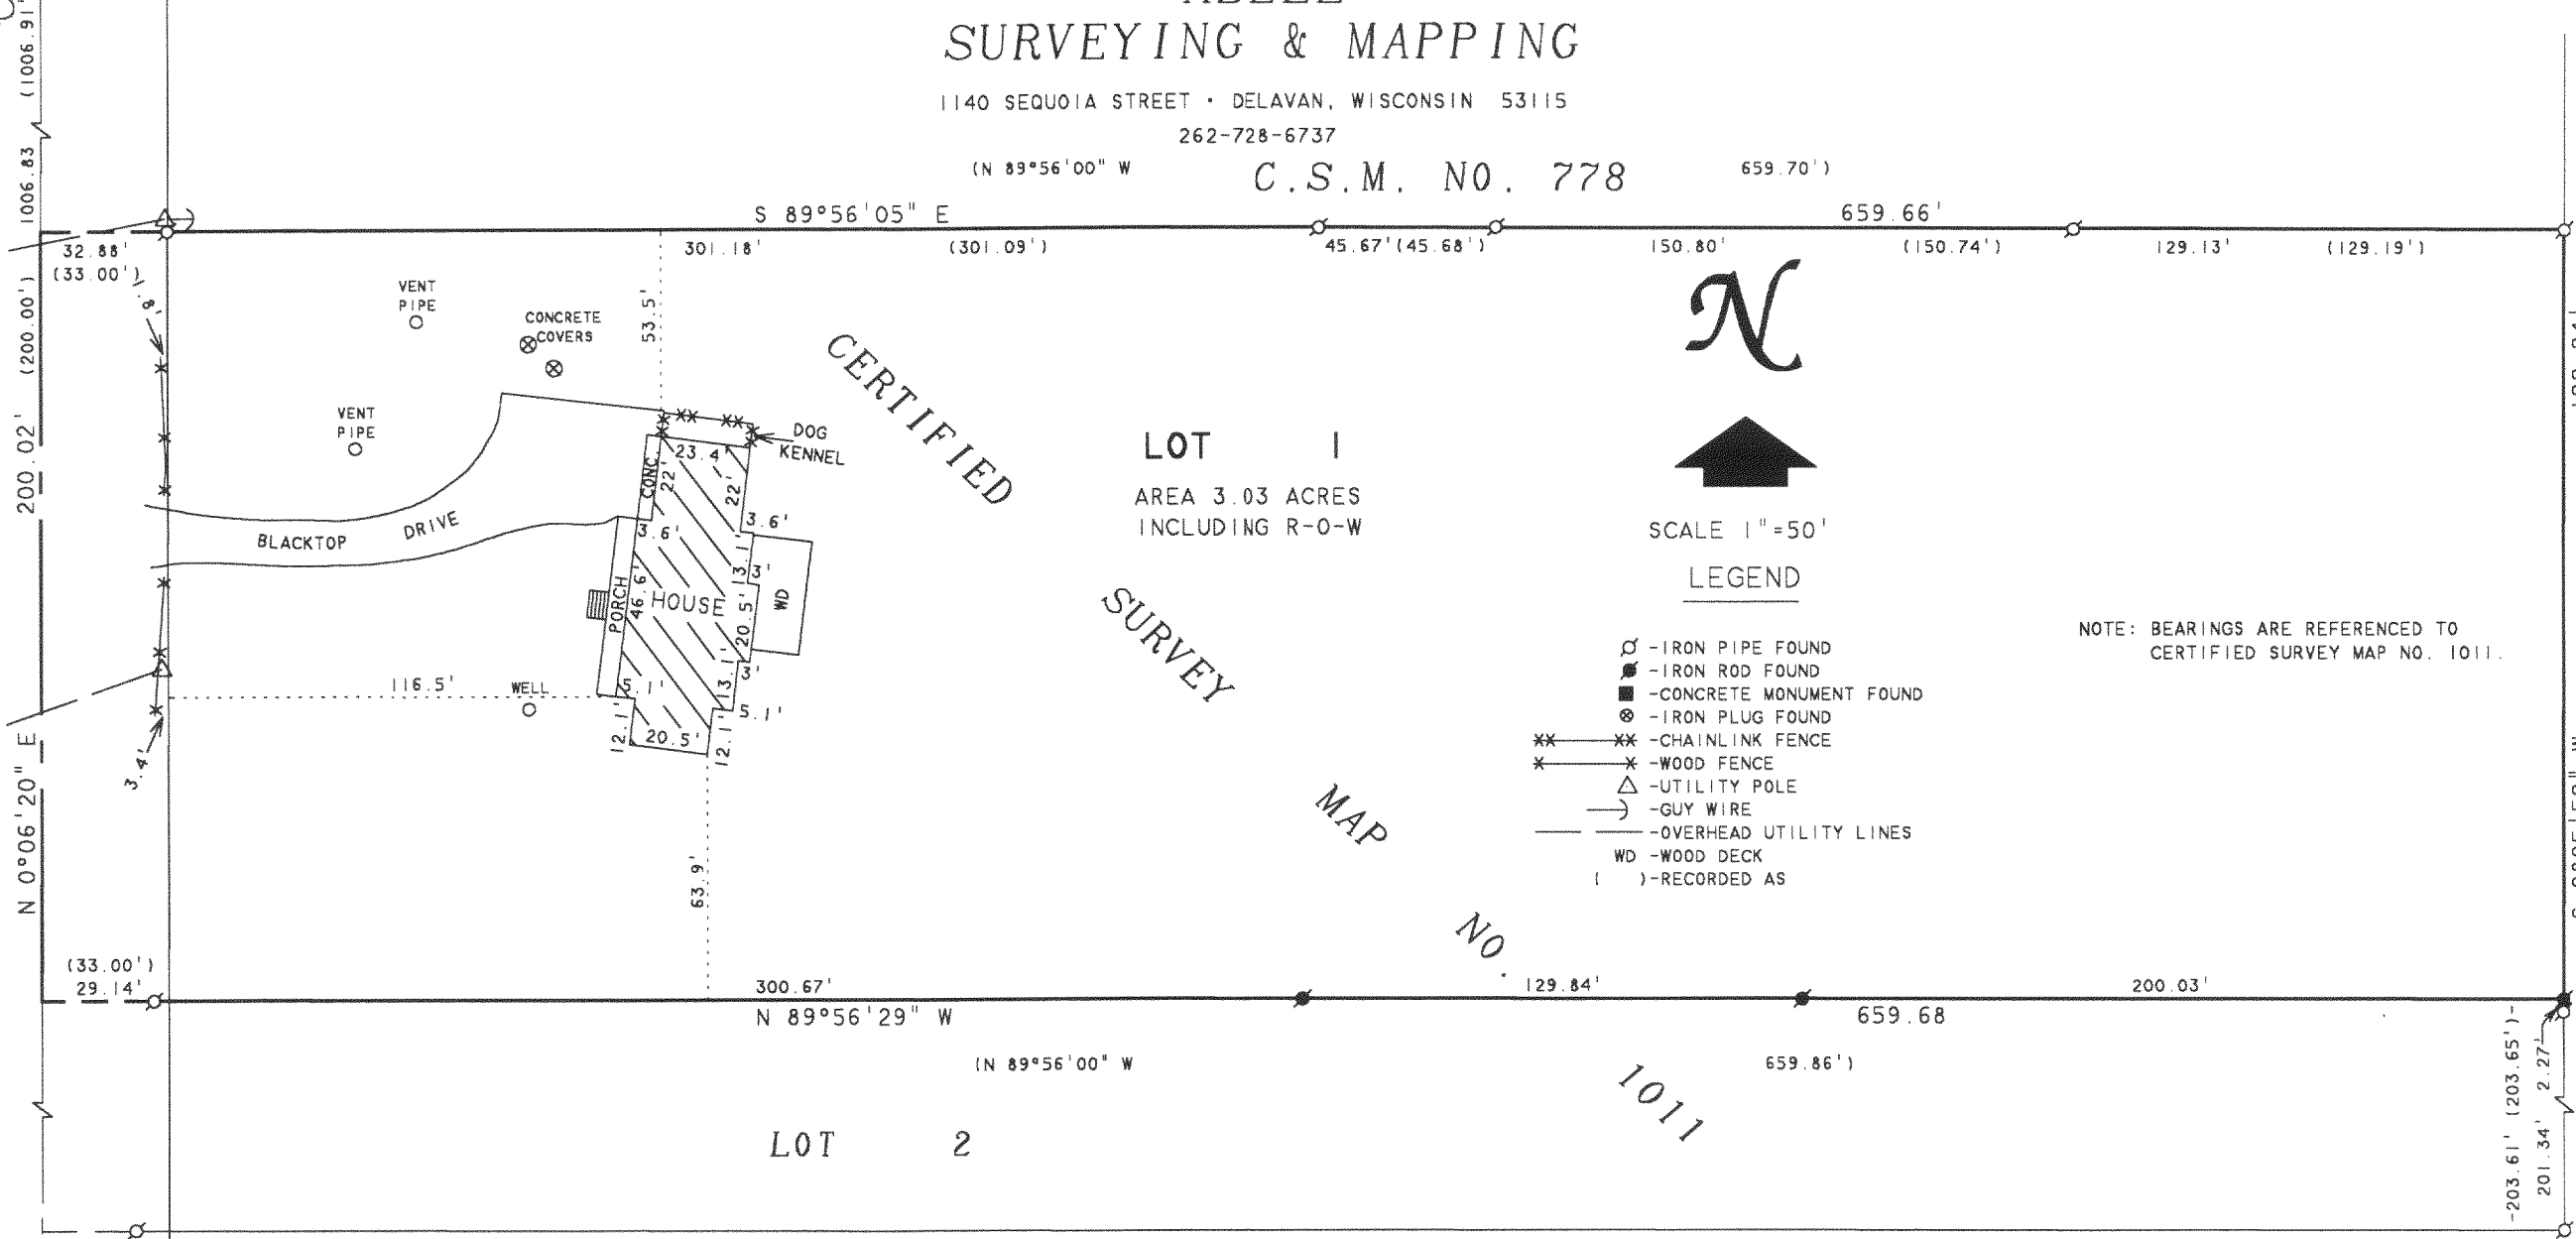 SURVEYING & MAPPING
1140 SEQUOIA STREET · DELAVAN, WISCONSIN 53115
262-728-6737
(N 89°56'00" W 659.70')
C.S.M. NO. 778
S 89°56'05" E 659.66'
(1006.91'
1006.83
32.88'
(33.00')
301.18' (301.09')
45.67'(45.68')
150.80' (150.74')
129.13' (129.19')
1.8'
VENT
PIPE
CONCRETE
COVERS
53.5'
(200.00')
200.02'
N 0°06'20" E
VENT
PIPE
DOG
KENNEL
CONC.
23.4'
22'
22'
3.6'
3.6'
BLACKTOP DRIVE
PORCH
46.6'
HOUSE
13.1'
3'
20.5'
WD
13.1'
3'
116.5'
WELL
5.1'
5.1'
12.1'
20.5'
12.1'
3.4'
63.9'
CERTIFIED
SURVEY
MAP
NO.
1011
LOT 1
AREA 3.03 ACRES
INCLUDING R-O-W
N
SCALE 1"=50'
LEGEND
-IRON PIPE FOUND
-IRON ROD FOUND
-CONCRETE MONUMENT FOUND
-IRON PLUG FOUND
-CHAINLINK FENCE
-WOOD FENCE
-UTILITY POLE
-GUY WIRE
-OVERHEAD UTILITY LINES
WD -WOOD DECK
( )-RECORDED AS
NOTE: BEARINGS ARE REFERENCED TO
CERTIFIED SURVEY MAP NO. 1011.
(33.00')
29.14'
300.67'
129.84'
200.03'
N 89°56'29" W 659.68
(N 89°56'00" W 659.86')
-203.61' (203.65')-
201.34'
2.27'
LOT 2